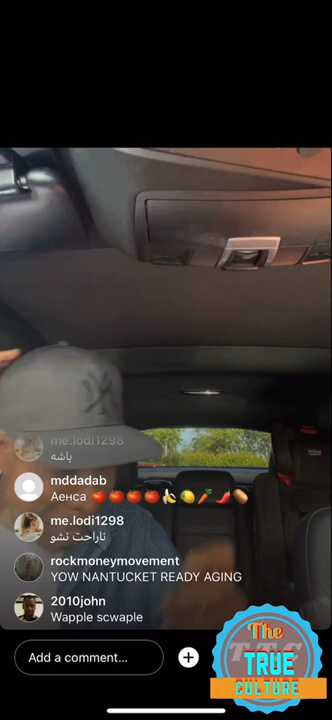 me.lodi1298
باشه
mddadab
Аенса 🍎🍎🍎🍎🍌🍋🥕🌶️🥔
me.lodi1298
ناراحت نشو
rockmoneymovement
YOW NANTUCKET READY AGING
2010john
Wapple scwaple
Add a comment...
The
TRUE
CULTURE